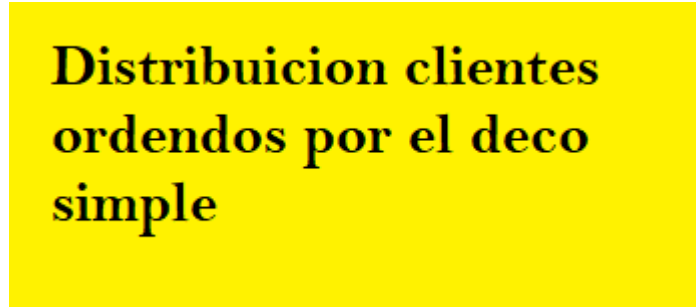 Distribuicion clientes
ordendos por el deco
simple